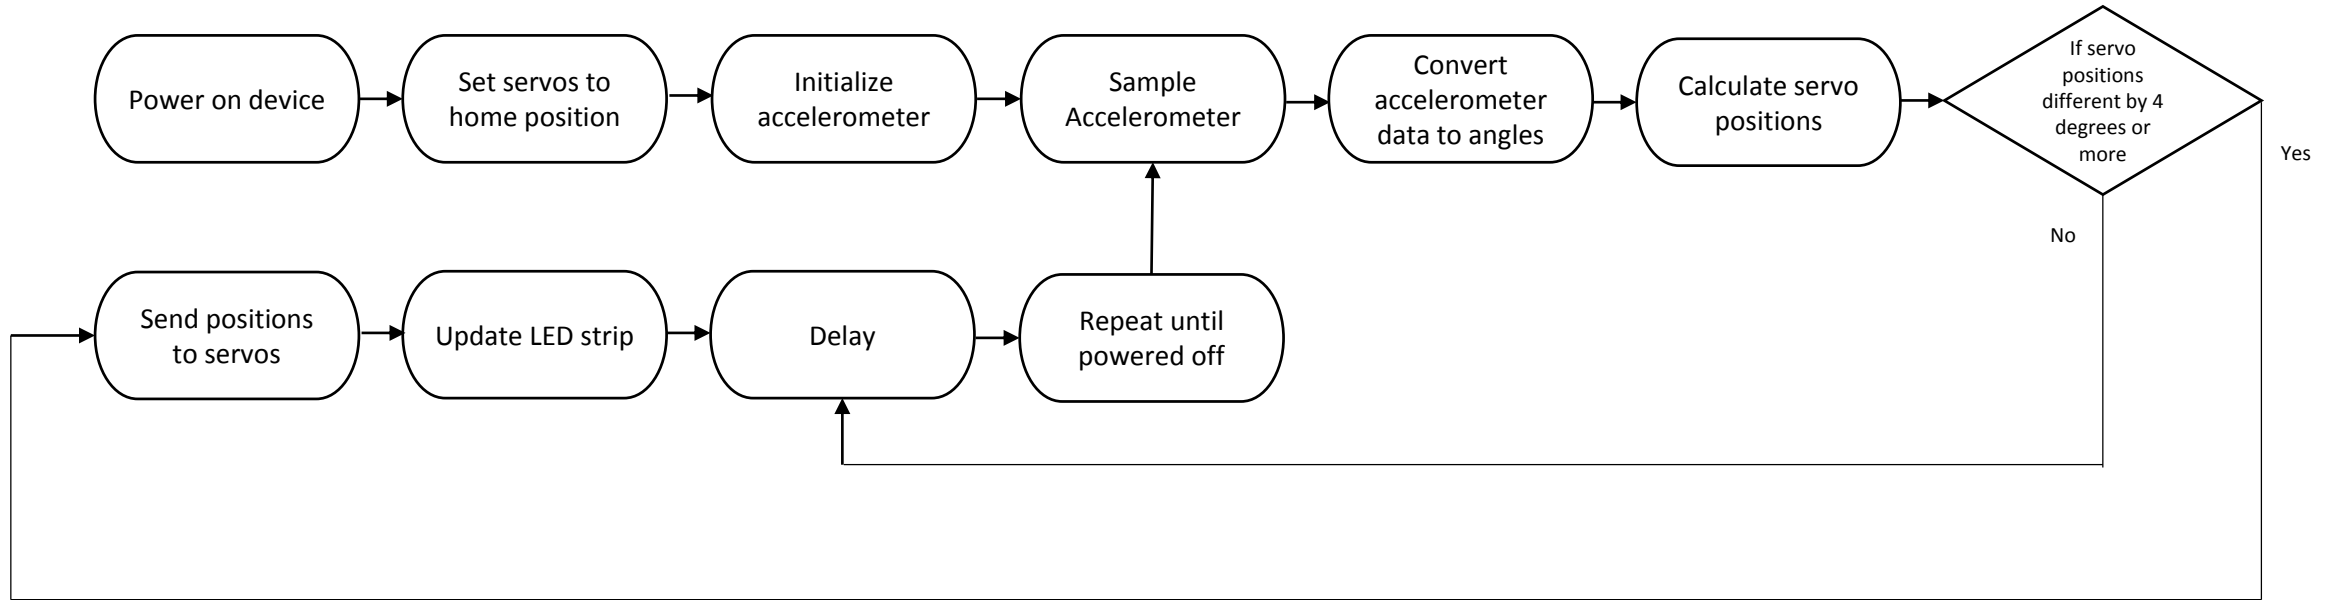 Power on device
Set servos to
home position
Initialize
accelerometer
Sample
Accelerometer
Convert
accelerometer
data to angles
Calculate servo
positions
If servo
positions
different by 4
degrees or
more
Yes
No
Send positions
to servos
Update LED strip
Delay
Repeat until
powered off